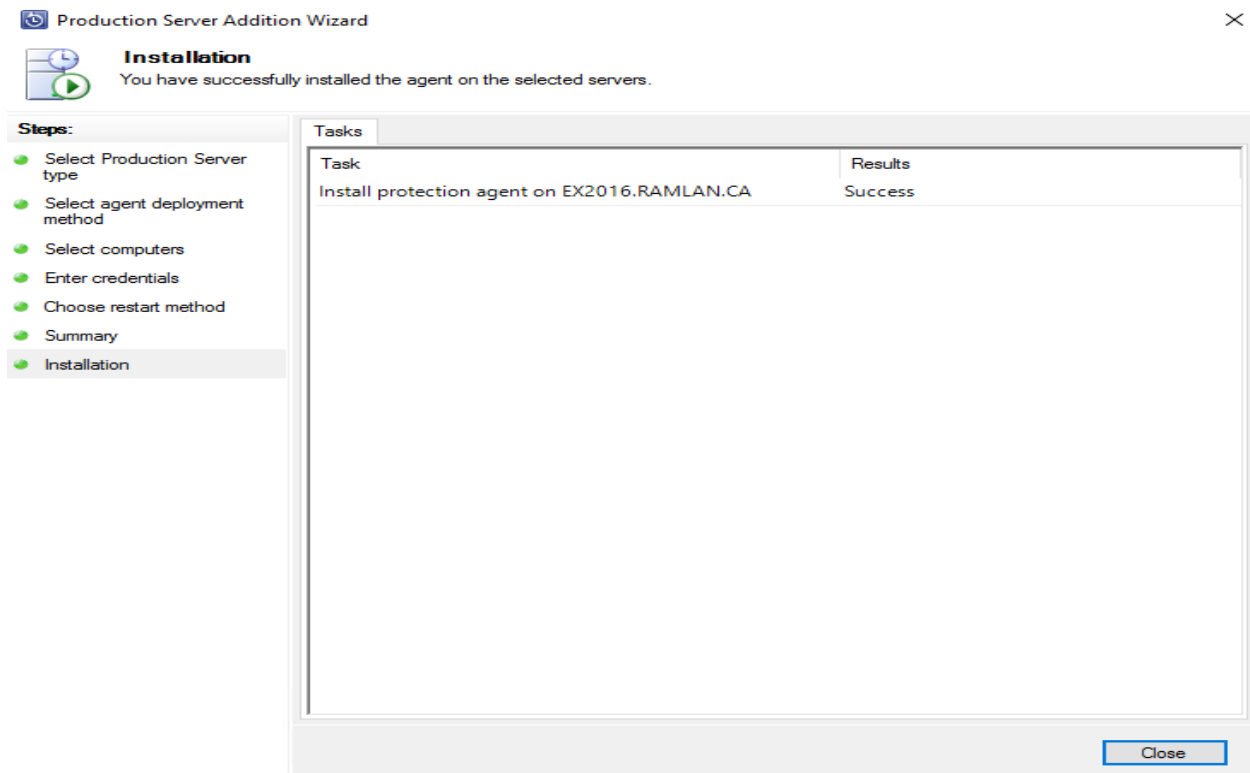 Production Server Addition Wizard
Installation
You have successfully installed the agent on the selected servers.
Steps:
Select Production Server
type
Select agent deployment
method
Select computers
Enter credentials
Choose restart method
Summary
Installation
Tasks
Task Results
Install protection agent on EX2016.RAMLAN.CA Success
Close